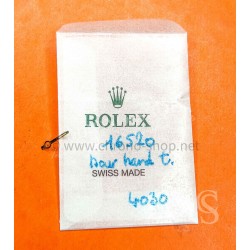 ROLEX
16520
hour hand t.
SWISS MADE
4030